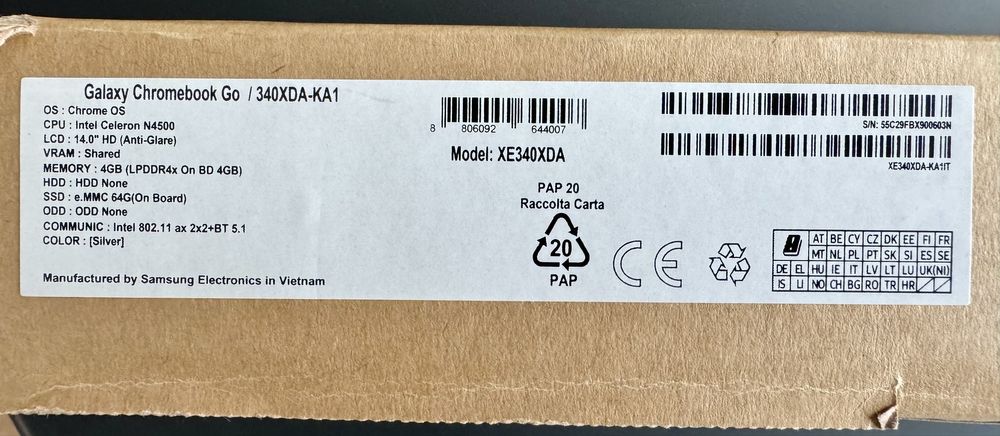 Galaxy Chromebook Go / 340XDA-KA1
OS : Chrome OS
CPU : Intel Celeron N4500
LCD : 14.0" HD (Anti-Glare)
VRAM : Shared
MEMORY : 4GB (LPDDR4x On BD 4GB)
HDD : HDD None
SSD : e.MMC 64G(On Board)
ODD : ODD None
COMMUNIC : Intel 802.11 ax 2x2+BT 5.1
COLOR : [Silver]
Manufactured by Samsung Electronics in Vietnam
8 806092 644007
Model: XE340XDA
PAP 20
Raccolta Carta
20
PAP
CE
S/N: 55C29FBX900603N
XE340XDA-KA1IT
AT BE CY CZ DK EE FI FR
MT NL PL PT SK SI ES SE
DE EL HU IE IT LV LT LU UK(NI)
IS LI NO CH BG RO TR HR